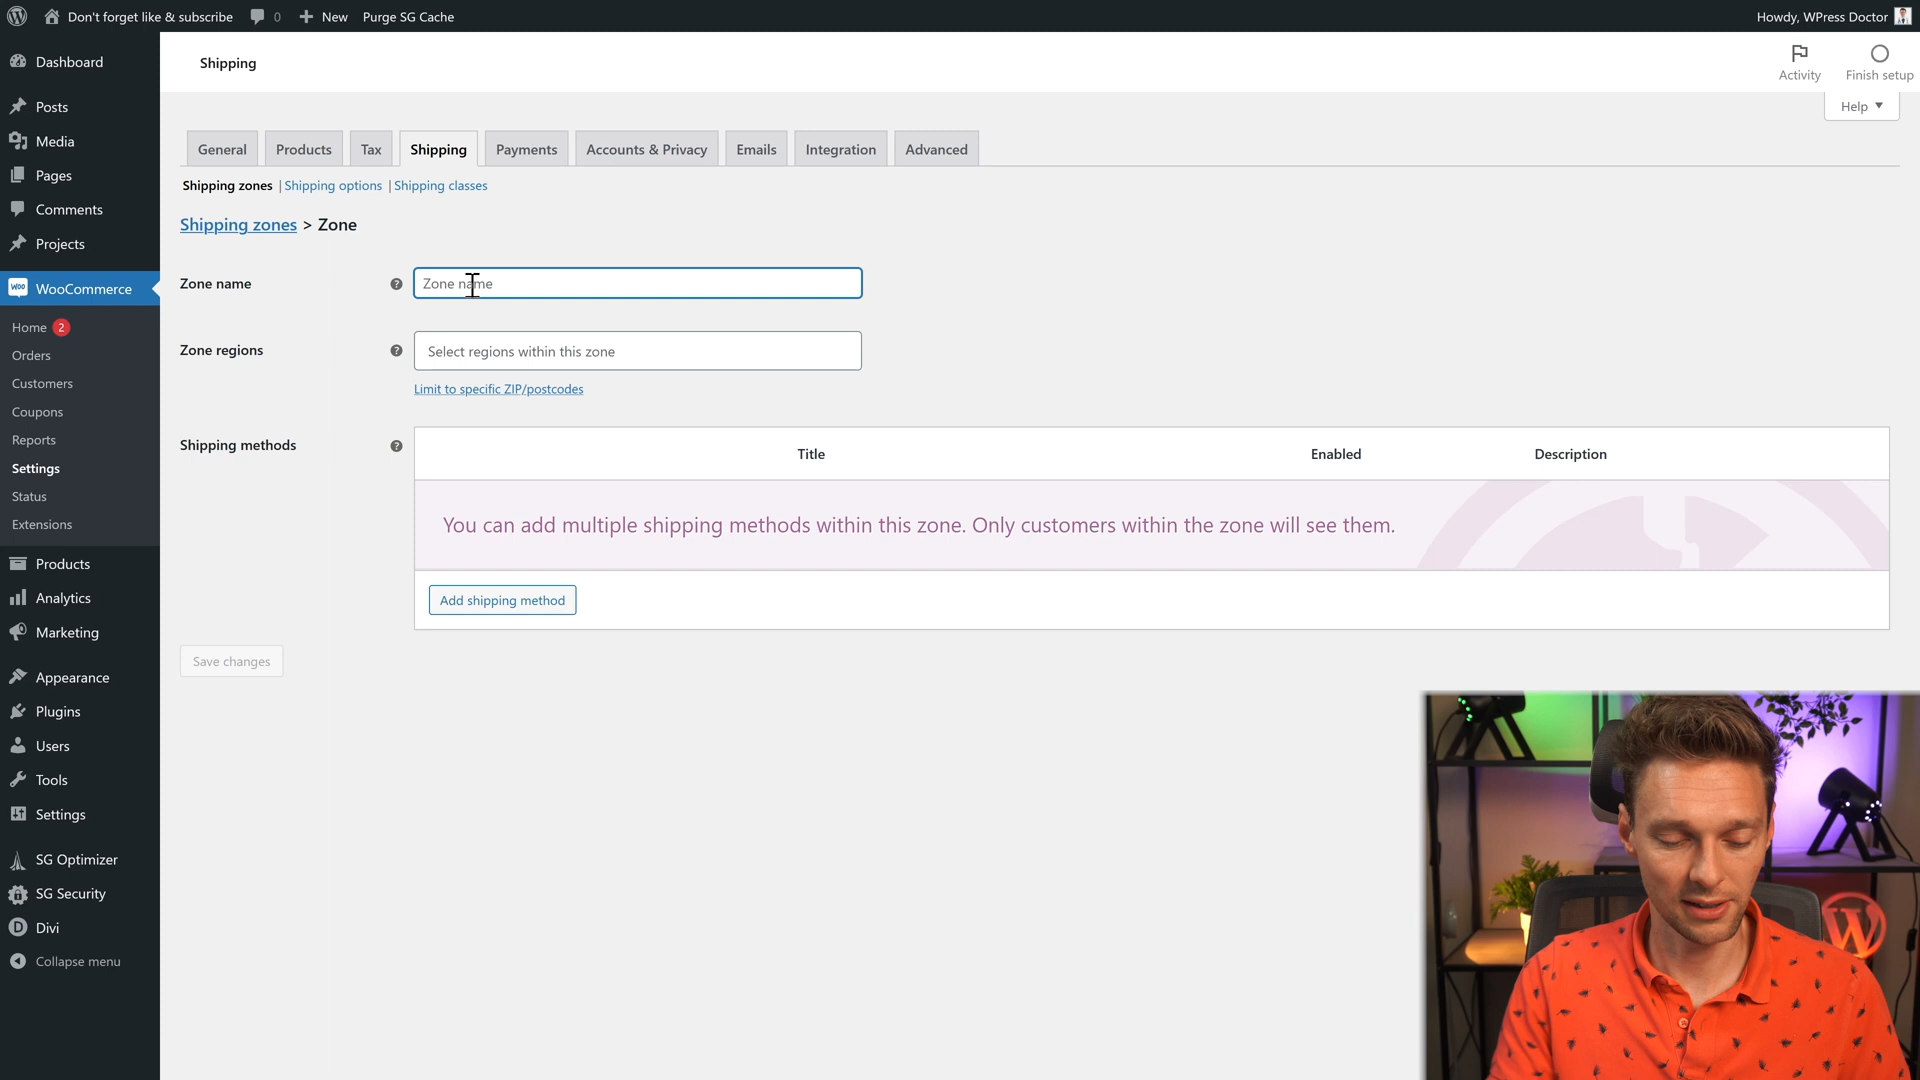 Don't forget like & subscribe
0
New
Purge SG Cache
Howdy, WPress Doctor
Dashboard
Posts
Media
Pages
Comments
Projects
WooCommerce
Home 2
Orders
Customers
Coupons
Reports
Settings
Status
Extensions
Products
Analytics
Marketing
Appearance
Plugins
Users
Tools
Settings
SG Optimizer
SG Security
Divi
Collapse menu
Shipping
Activity
Finish setup
Help
General
Products
Tax
Shipping
Payments
Accounts & Privacy
Emails
Integration
Advanced
Shipping zones | Shipping options | Shipping classes
Shipping zones > Zone
Zone name
Zone name
Zone regions
Select regions within this zone
Limit to specific ZIP/postcodes
Shipping methods
Title
Enabled
Description
You can add multiple shipping methods within this zone. Only customers within the zone will see them.
Add shipping method
Save changes